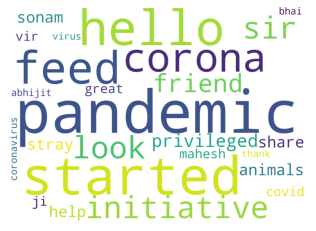 sonam
hello
bhai
vir
virus
sir
feed
corona
abhijit
great
friend
pandemic
coronavirus
stray
look
privileged
share
mahesh
thank
started
animals
ji
help
initiative
covid